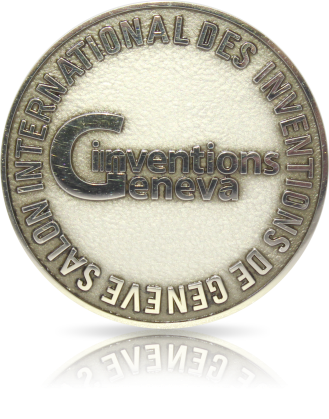 SALON INTERNATIONAL DES INVENTIONS DE GENEVE
inventions
Geneva